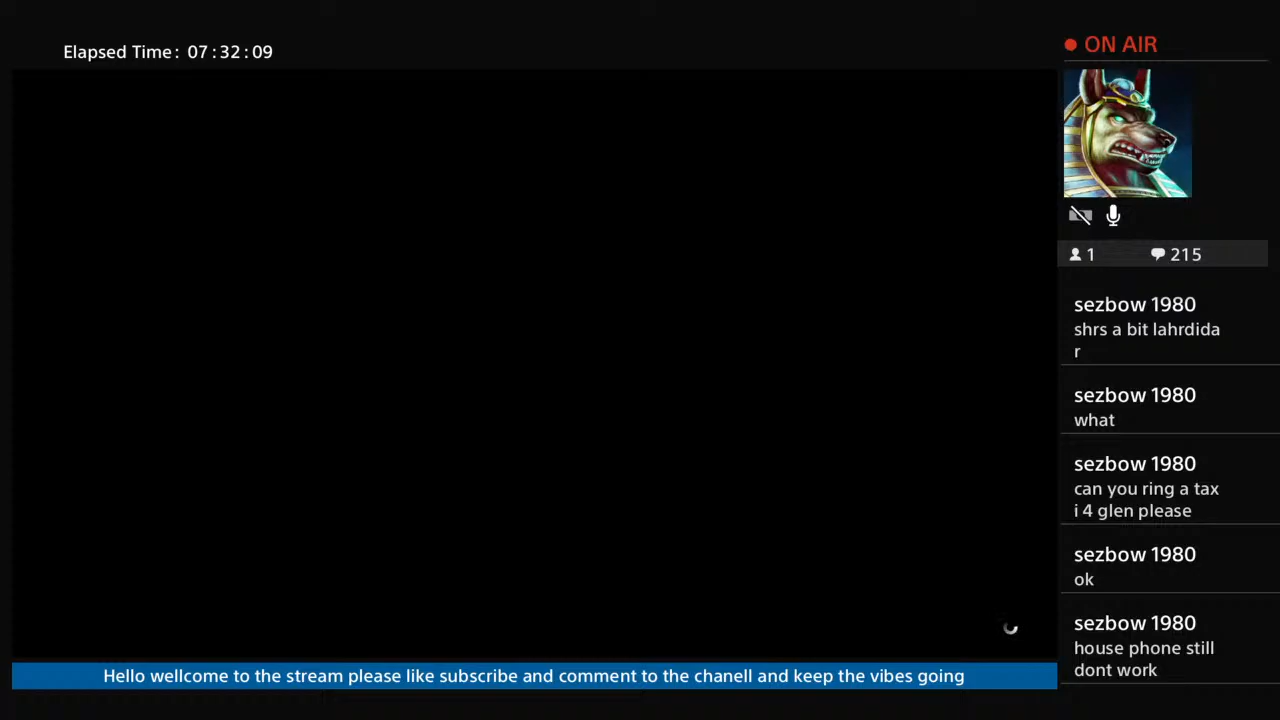 Elapsed Time: 07:32:09
ON AIR
1 215
sezbow 1980
shrs a bit lahrdida
r
sezbow 1980
what
sezbow 1980
can you ring a tax
i 4 glen please
sezbow 1980
ok
sezbow 1980
house phone still
dont work
Hello wellcome to the stream please like subscribe and comment to the chanell and keep the vibes going